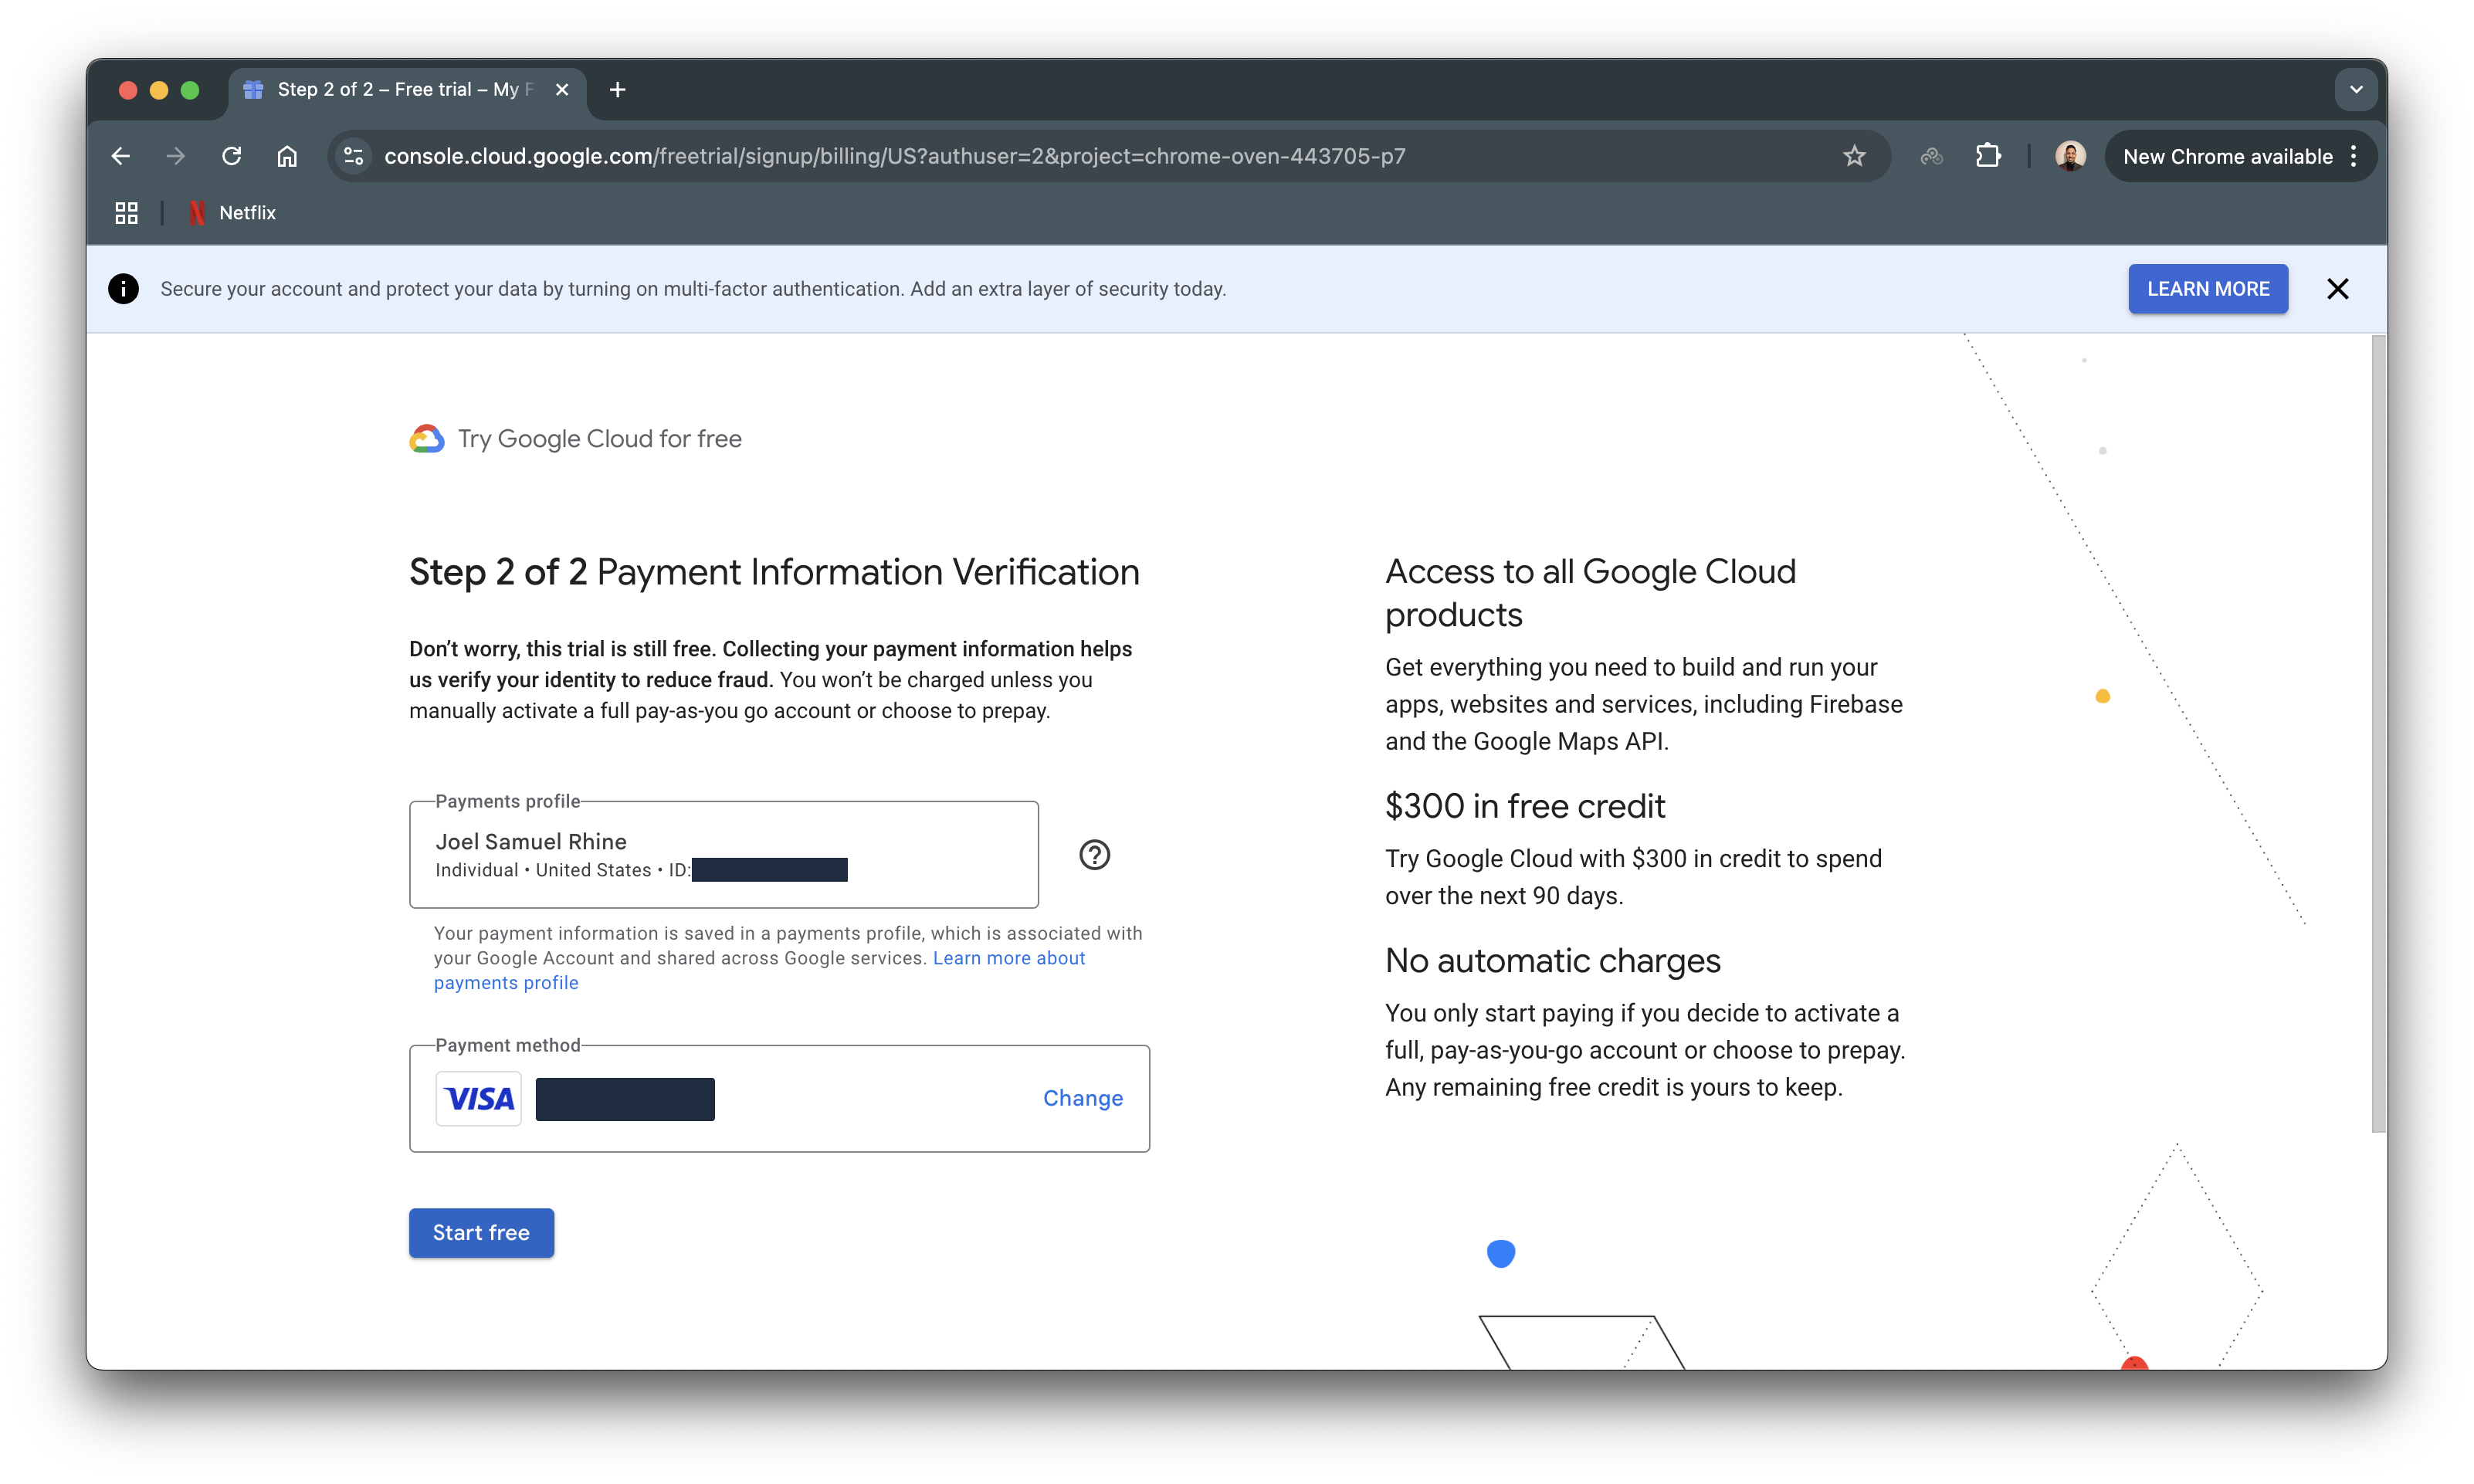 Step 2 of 2 – Free trial – My F
console.cloud.google.com/freetrial/signup/billing/US?authuser=2&project=chrome-oven-443705-p7
New Chrome available
Netflix
Secure your account and protect your data by turning on multi-factor authentication. Add an extra layer of security today.
LEARN MORE
Try Google Cloud for free
Step 2 of 2 Payment Information Verification
Don’t worry, this trial is still free. Collecting your payment information helps
us verify your identity to reduce fraud. You won’t be charged unless you
manually activate a full pay-as-you go account or choose to prepay.
Payments profile
Joel Samuel Rhine
Individual • United States • ID:
Your payment information is saved in a payments profile, which is associated with
your Google Account and shared across Google services. Learn more about
payments profile
Payment method
VISA
Change
Start free
Access to all Google Cloud
products
Get everything you need to build and run your
apps, websites and services, including Firebase
and the Google Maps API.
$300 in free credit
Try Google Cloud with $300 in credit to spend
over the next 90 days.
No automatic charges
You only start paying if you decide to activate a
full, pay-as-you-go account or choose to prepay.
Any remaining free credit is yours to keep.